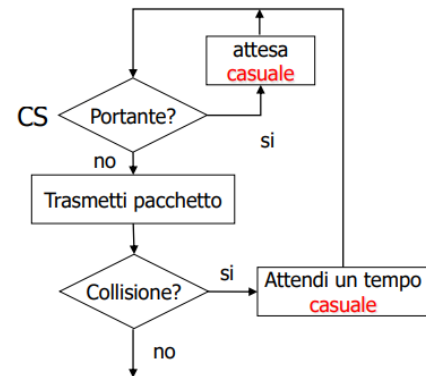 attesa
casuale
CS
Portante?
si
no
Trasmetti pacchetto
Collisione?
si
Attendi un tempo
casuale
no